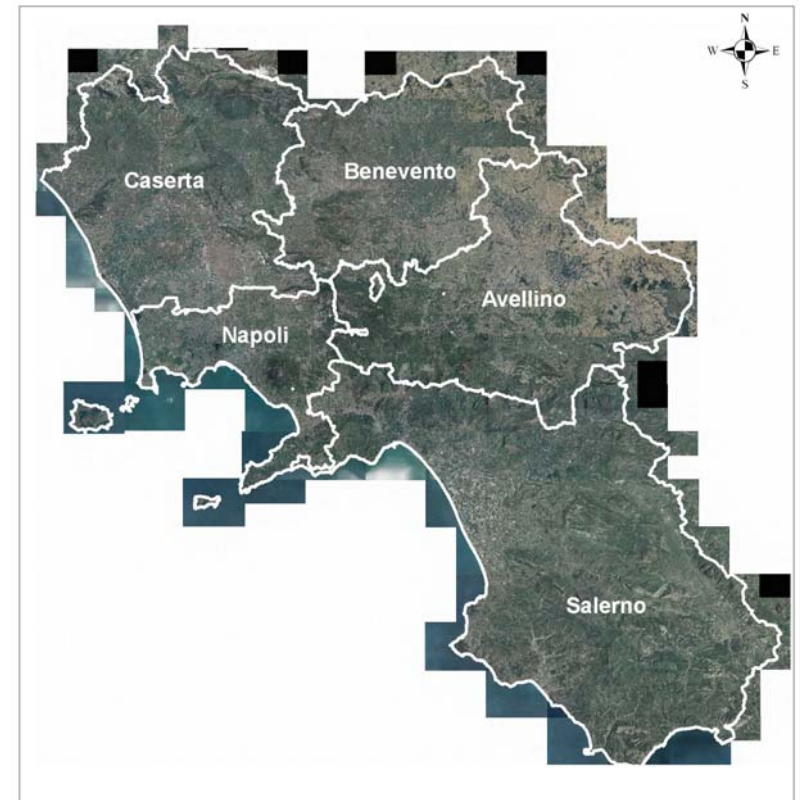 N
W E
S
Benevento
Caserta
Avellino
Napoli
Salerno